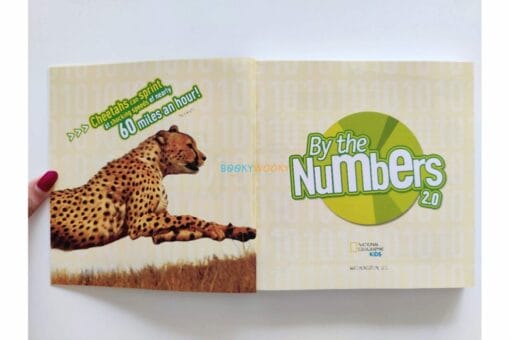 >>> Cheetahs can sprint
at shocking speeds of nearly
60 miles an hour!
BOOKYWOOKY
By the
Numbers
2.0
NATIONAL
GEOGRAPHIC
KiDS
WASHINGTON, D.C.